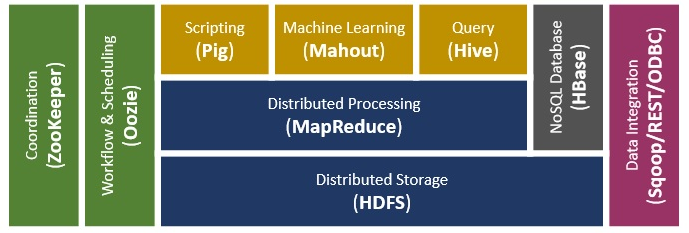 Coordination
(ZooKeeper)
Workflow & Scheduling
(Oozie)
Scripting
(Pig)
Machine Learning
(Mahout)
Query
(Hive)
Distributed Processing
(MapReduce)
Distributed Storage
(HDFS)
NoSQL Database
(HBase)
Data Integration
(Sqoop/REST/ODBC)